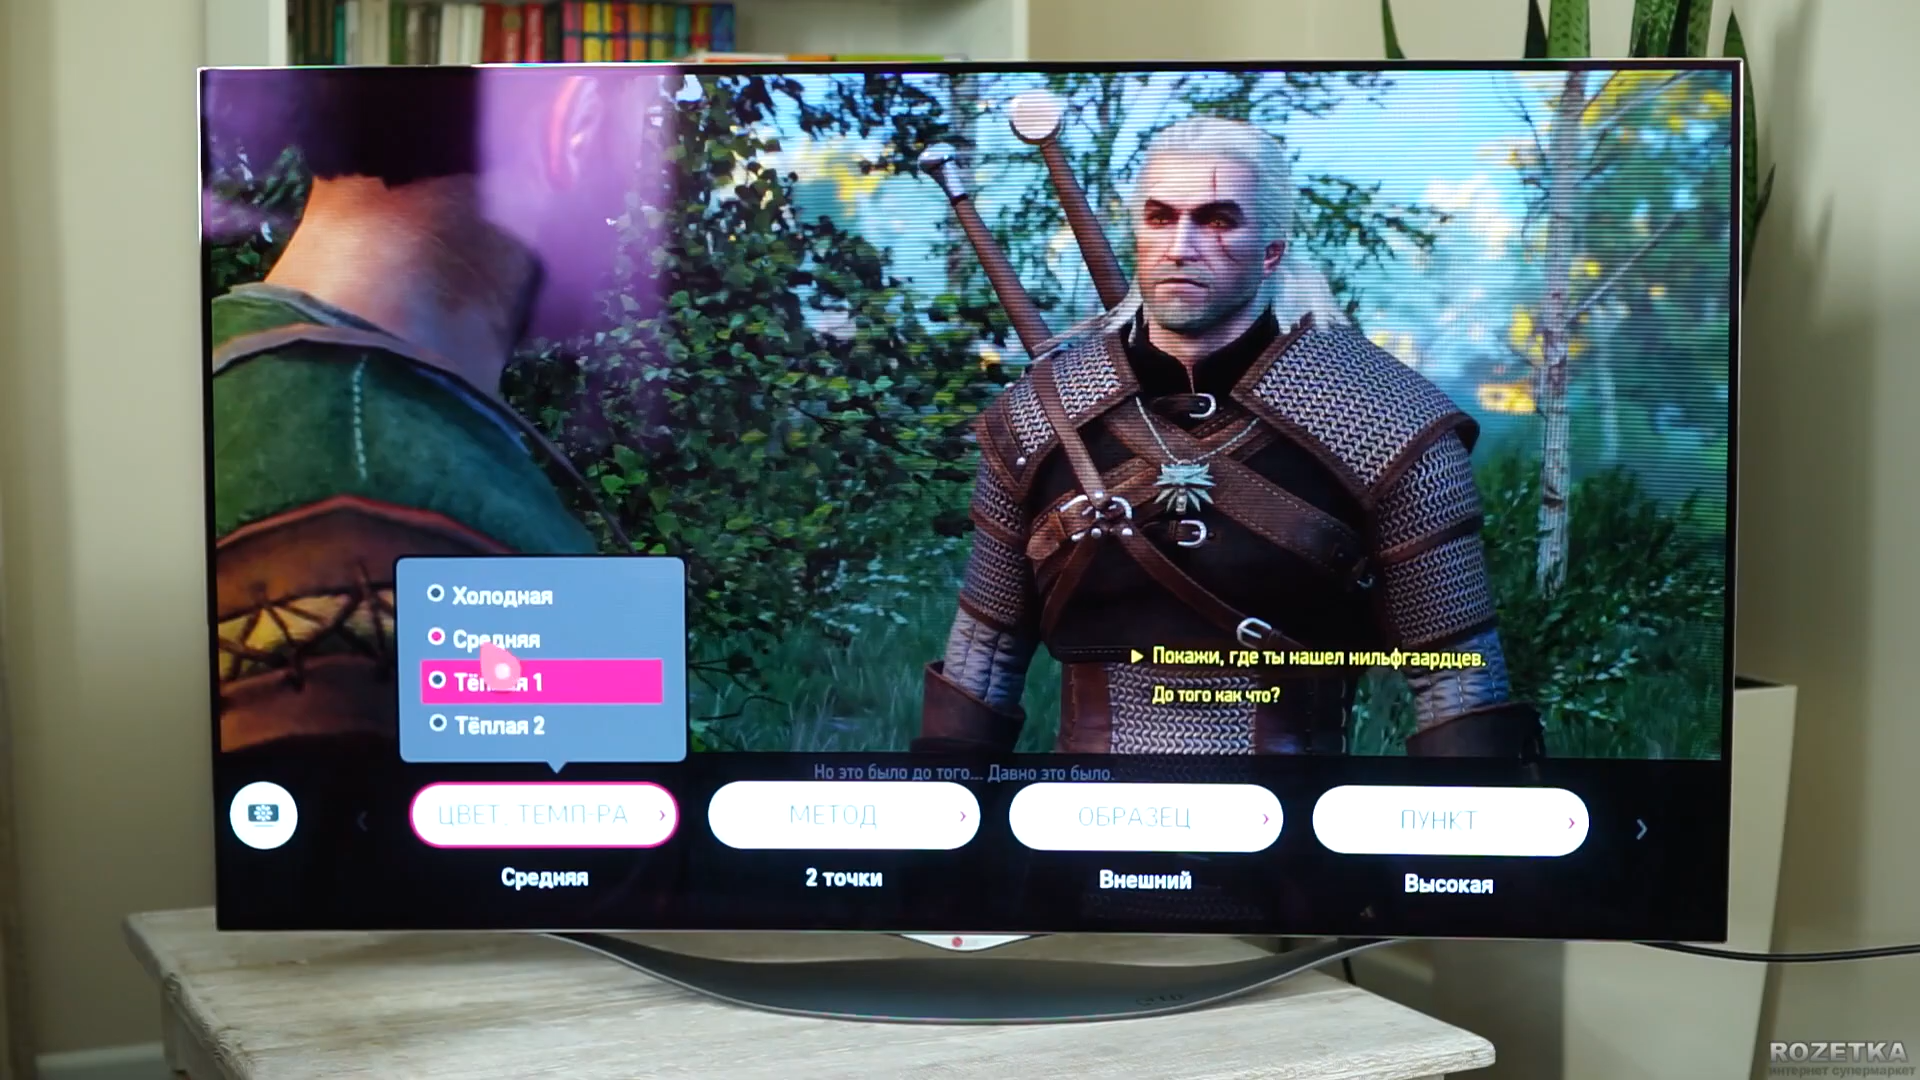 Холодная
Средняя
Тёплая 1
Тёплая 2
Покажи, где ты нашел нильфгаардцев.
До того как что?
Но это было до того... Давно это было.
ЦВЕТ. ТЕМП-РА
МЕТОД
ОБРАЗЕЦ
ПУНКТ
Средняя
2 точки
Внешний
Высокая
ROZETKA
интернет супермаркет